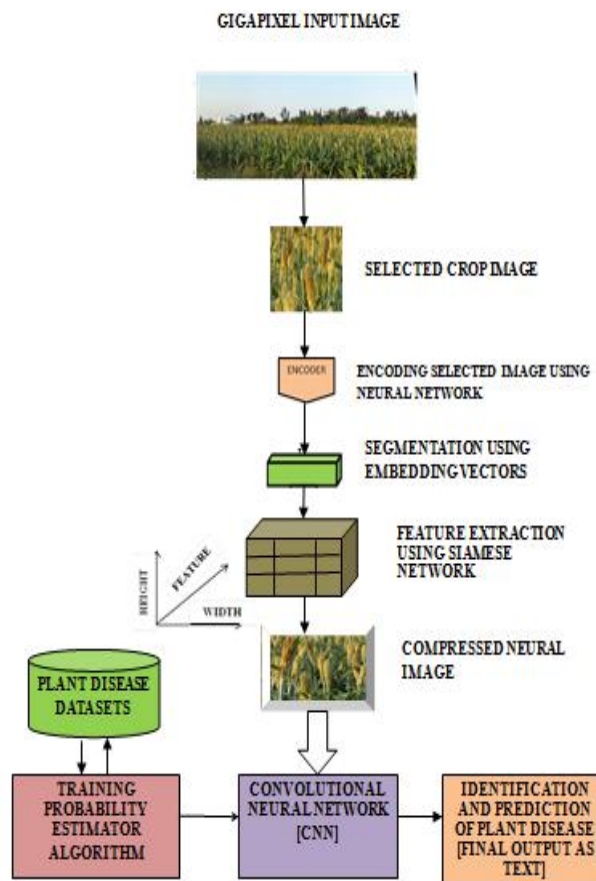 GIGAPIXEL INPUT IMAGE
SELECTED CROP IMAGE
ENCODER
ENCODING SELECTED IMAGE USING
NEURAL NETWORK
SEGMENTATION USING
EMBEDDING VECTORS
FEATURE EXTRACTION
USING SIAMESE
NETWORK
HEIGHT
FEATURE
WIDTH
COMPRESSED NEURAL
IMAGE
PLANT DISEASE
DATASETS
TRAINING
PROBABILITY
ESTIMATOR
ALGORITHM
CONVOLUTIONAL
NEURAL NETWORK
[CNN]
IDENTIFICATION
AND PREDICTION
OF PLANT DISEASE
[FINAL OUTPUT AS
TEXT]